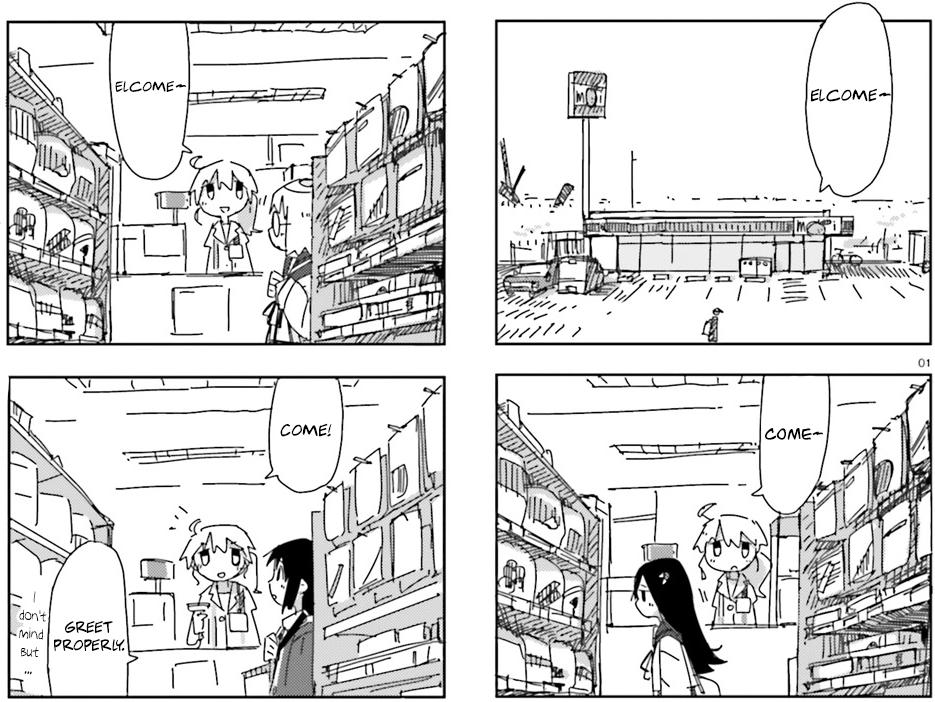 ELCOME~
ELCOME~
01
COME~
COME!
GREET
PROPERLY.
I
don't
mind
But
...